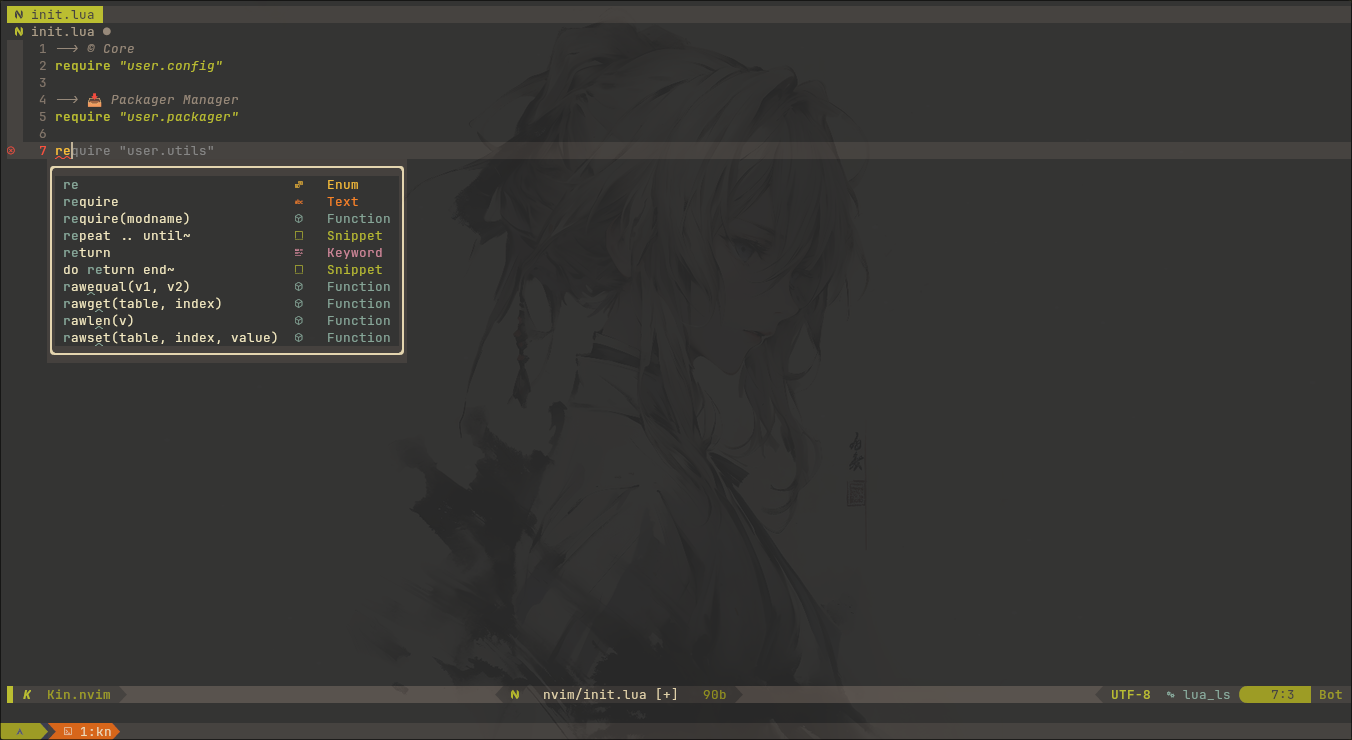 init.lua
init.lua ●
1 --> © Core
2 require "user.config"
3
4 --> 📥 Packager Manager
5 require "user.packager"
6
7 require "user.utils"
re Enum
require Text
require(modname) Function
repeat .. until~ Snippet
return Keyword
do return end~ Snippet
rawequal(v1, v2) Function
rawget(table, index) Function
rawlen(v) Function
rawset(table, index, value) Function
K Kin.nvim nvim/init.lua [+] 90b UTF-8 lua_ls 7:3 Bot
1:kn